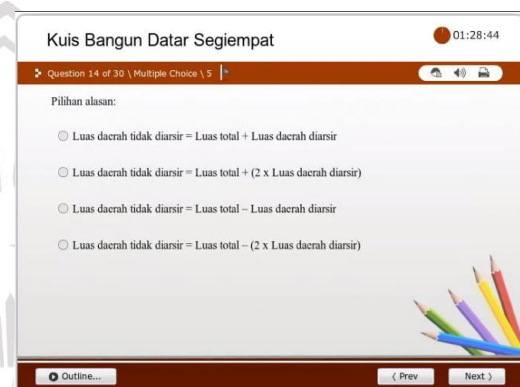 Kuis Bangun Datar Segiempat
01:28:44
Question 14 of 30 \ Multiple Choice \ 5
Pilihan alasan:
Luas daerah tidak diarsir = Luas total + Luas daerah diarsir
Luas daerah tidak diarsir = Luas total + (2 x Luas daerah diarsir)
Luas daerah tidak diarsir = Luas total – Luas daerah diarsir
Luas daerah tidak diarsir = Luas total – (2 x Luas daerah diarsir)
Outline...
⟨ Prev
Next ⟩